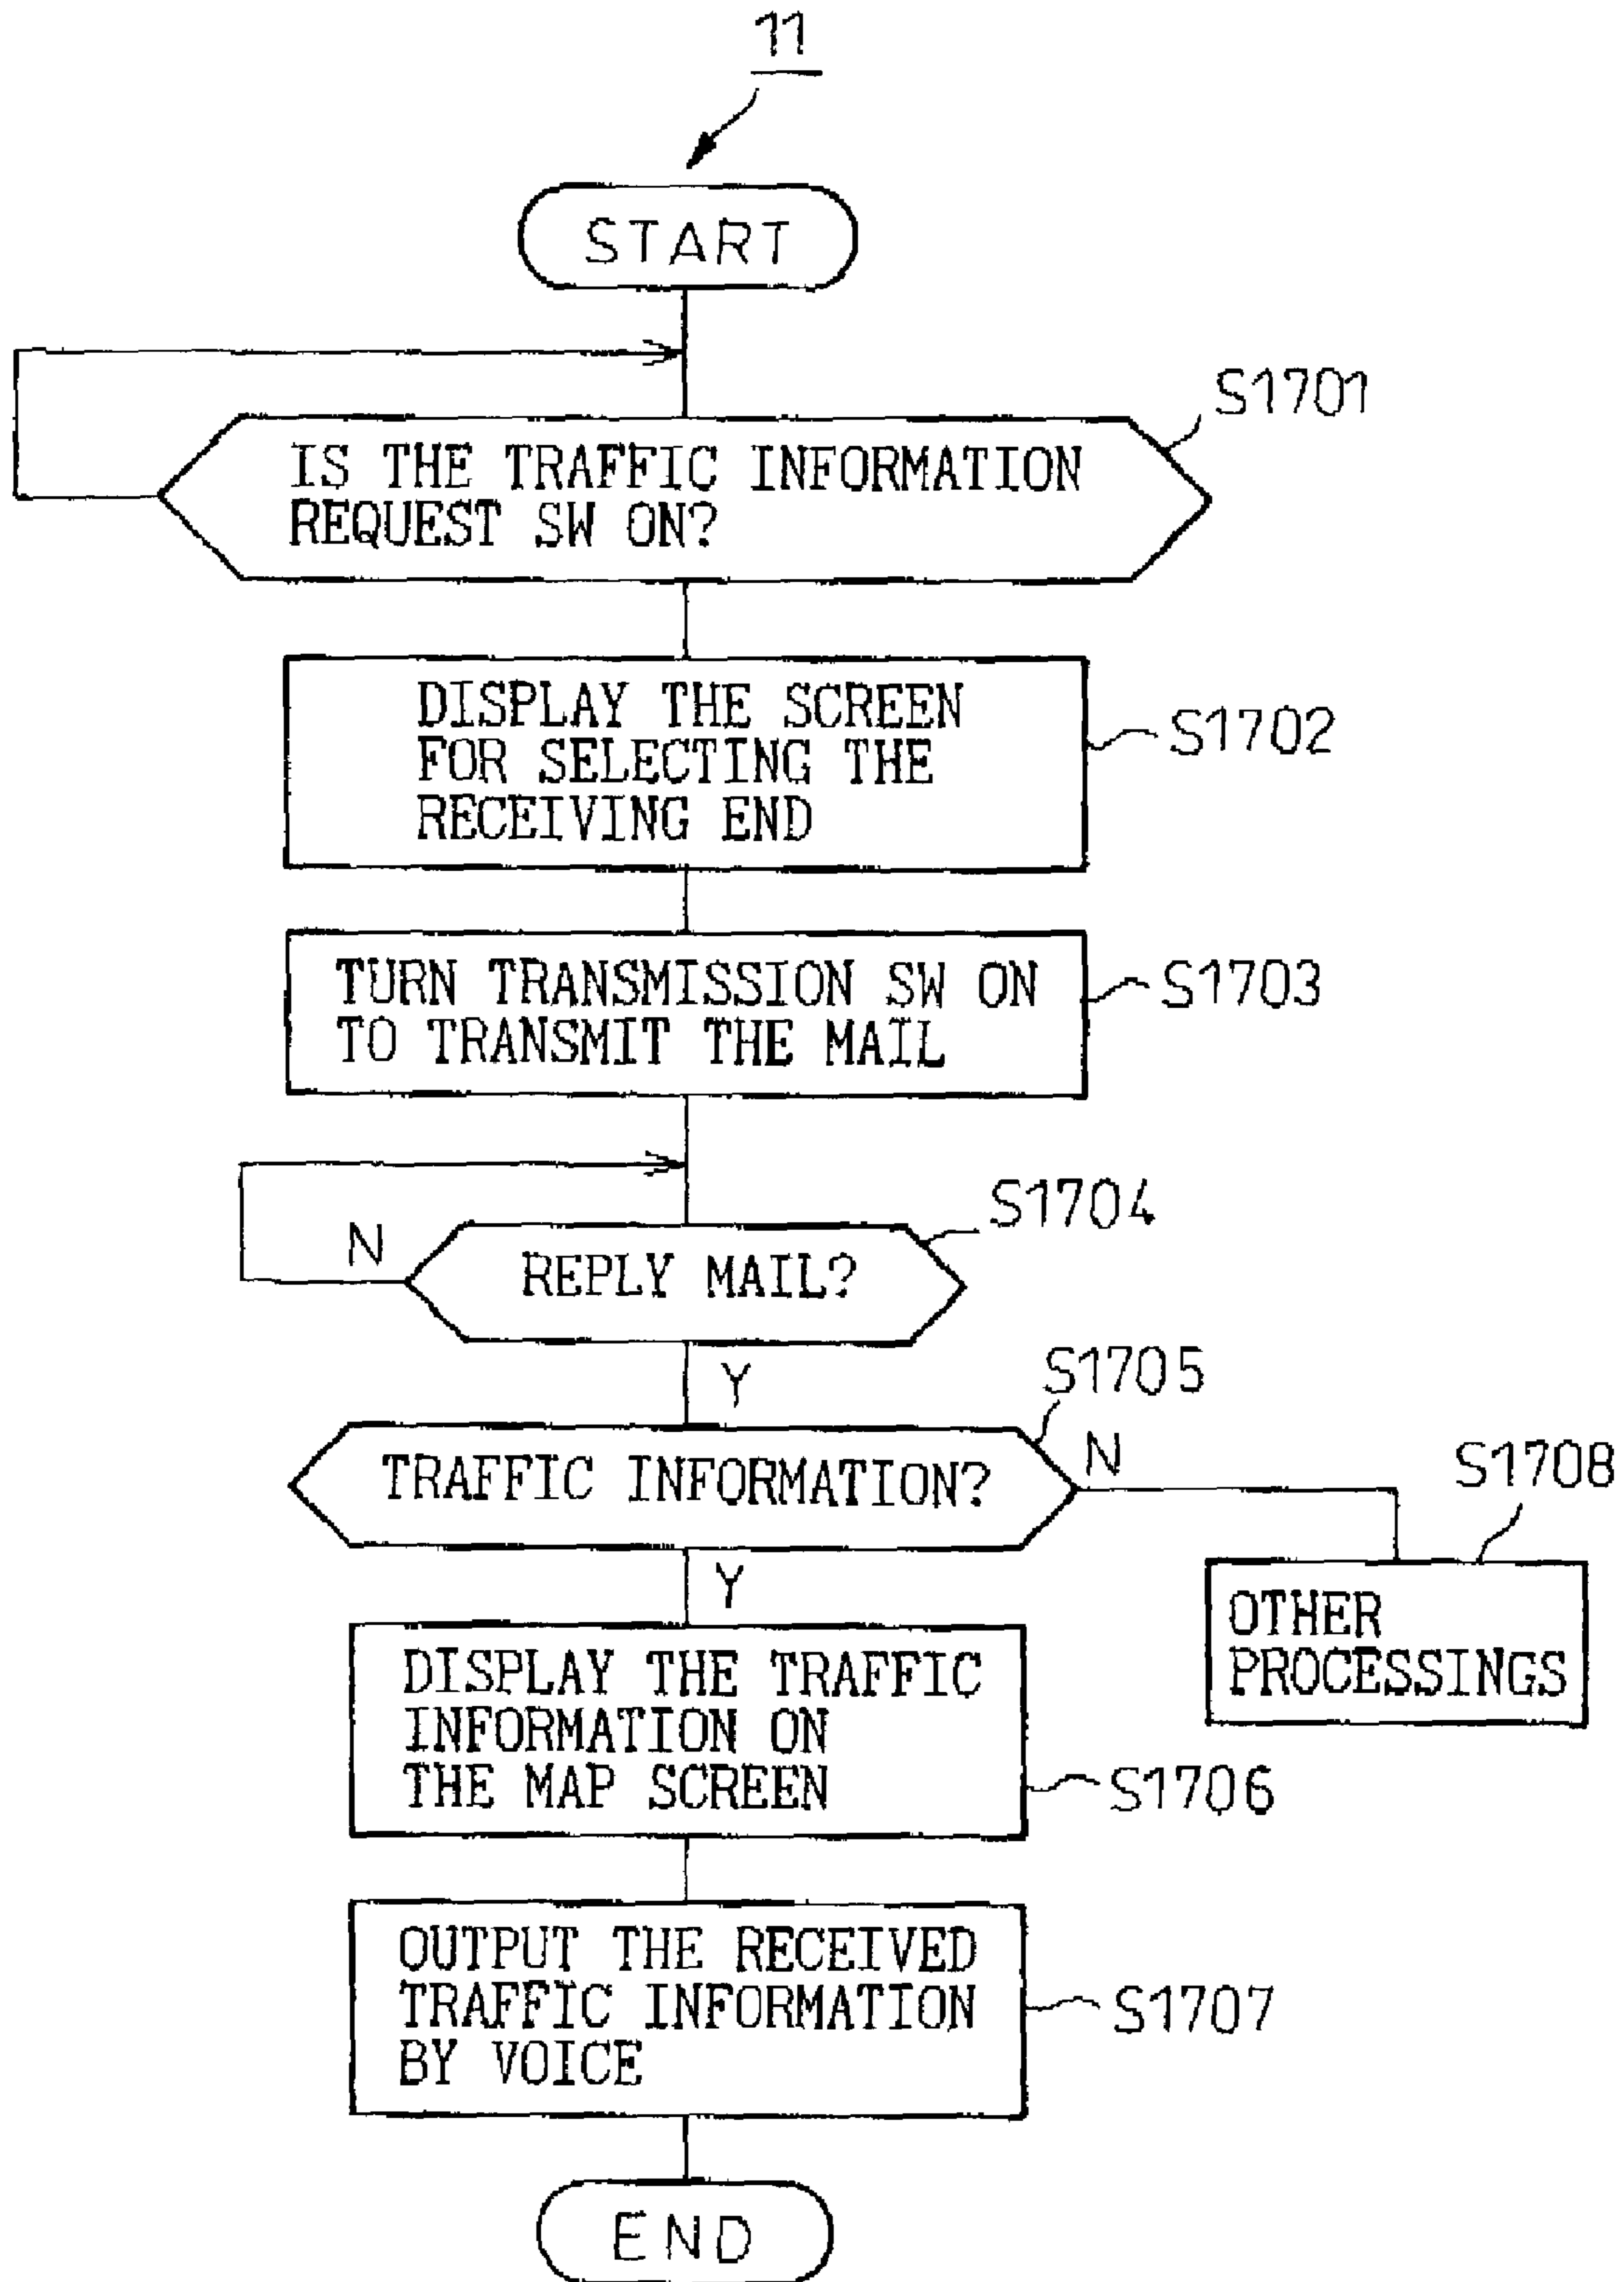 11
START
S1701
IS THE TRAFFIC INFORMATION
REQUEST SW ON?
DISPLAY THE SCREEN
FOR SELECTING THE
RECEIVING END
S1702
TURN TRANSMISSION SW ON
TO TRANSMIT THE MAIL
S1703
S1704
N
REPLY MAIL?
Y
S1705
TRAFFIC INFORMATION?
N
S1708
Y
OTHER
PROCESSINGS
DISPLAY THE TRAFFIC
INFORMATION ON
THE MAP SCREEN
S1706
OUTPUT THE RECEIVED
TRAFFIC INFORMATION
BY VOICE
S1707
END